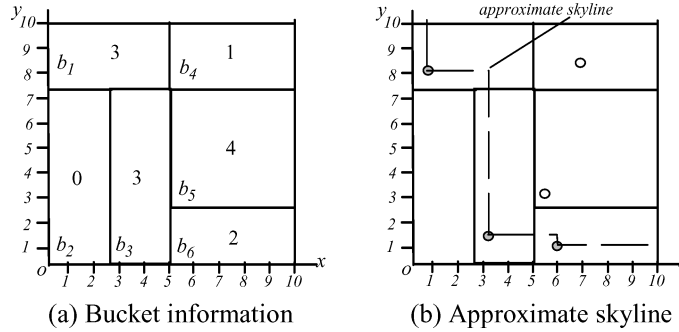 y
10
9
8
7
6
5
4
3
2
1
O
1 2 3 4 5 6 7 8 9 10
x
b1 3
b4 1
0
3
4
b5
b2
b3
b6 2
(a) Bucket information
y
approximate skyline
10
9
8
7
6
5
4
3
2
1
O
1 2 3 4 5 6 7 8 9 10
(b) Approximate skyline